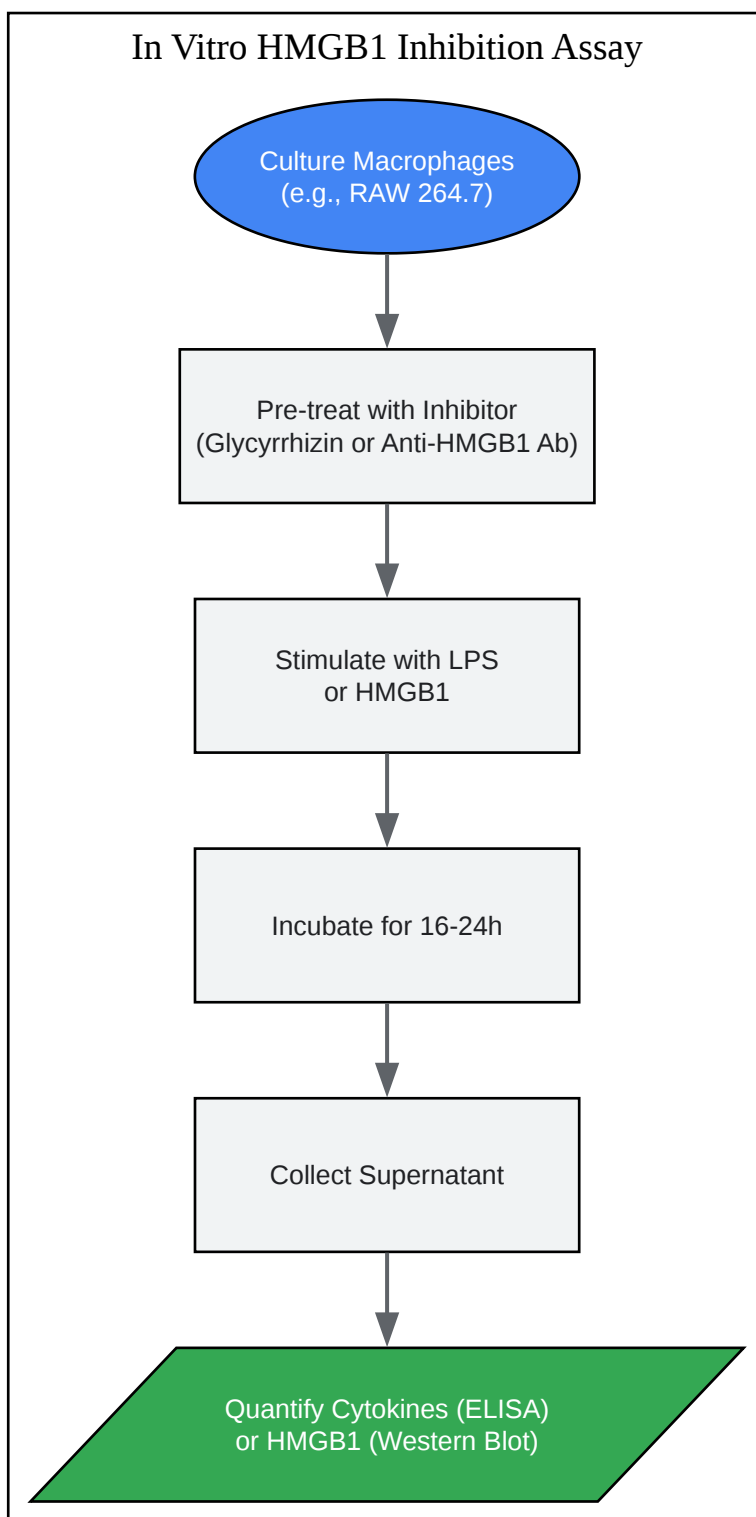 In Vitro HMGB1 Inhibition Assay
Culture Macrophages
(e.g., RAW 264.7)
Pre-treat with Inhibitor
(Glycyrrhizin or Anti-HMGB1 Ab)
Stimulate with LPS
or HMGB1
Incubate for 16-24h
Collect Supernatant
Quantify Cytokines (ELISA)
or HMGB1 (Western Blot)